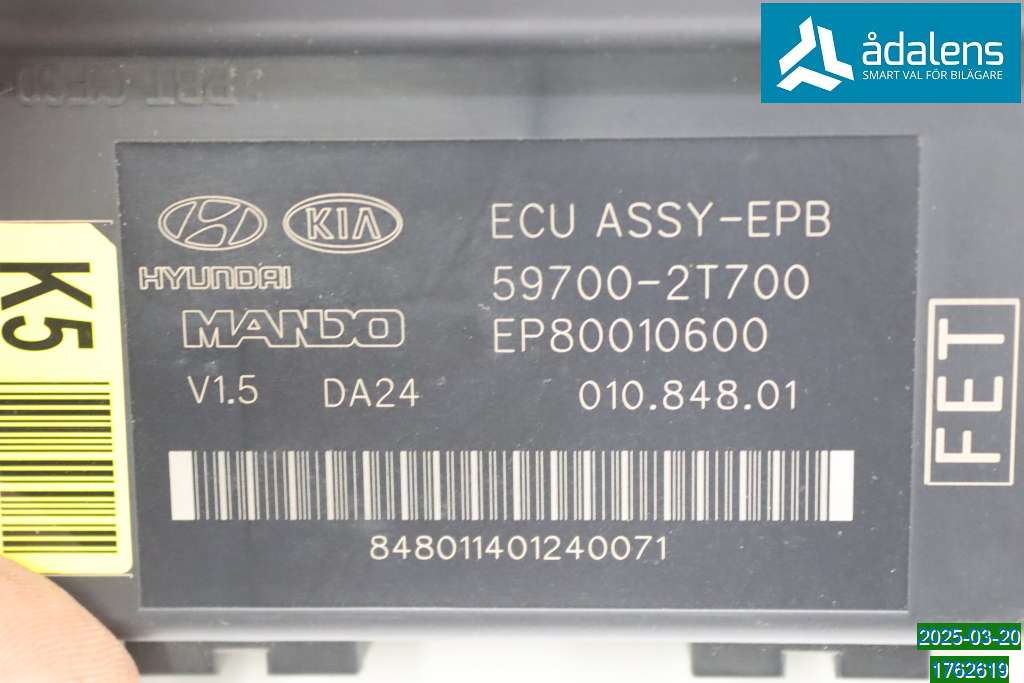 ådalens
SMART VAL FÖR BILÄGARE
HYUNDAI
KIA
MANDO
ECU ASSY-EPB
59700-2T700
EP80010600
V1.5 DA24 010.848.01
848011401240071
K5
FET
2025-03-20
1762619